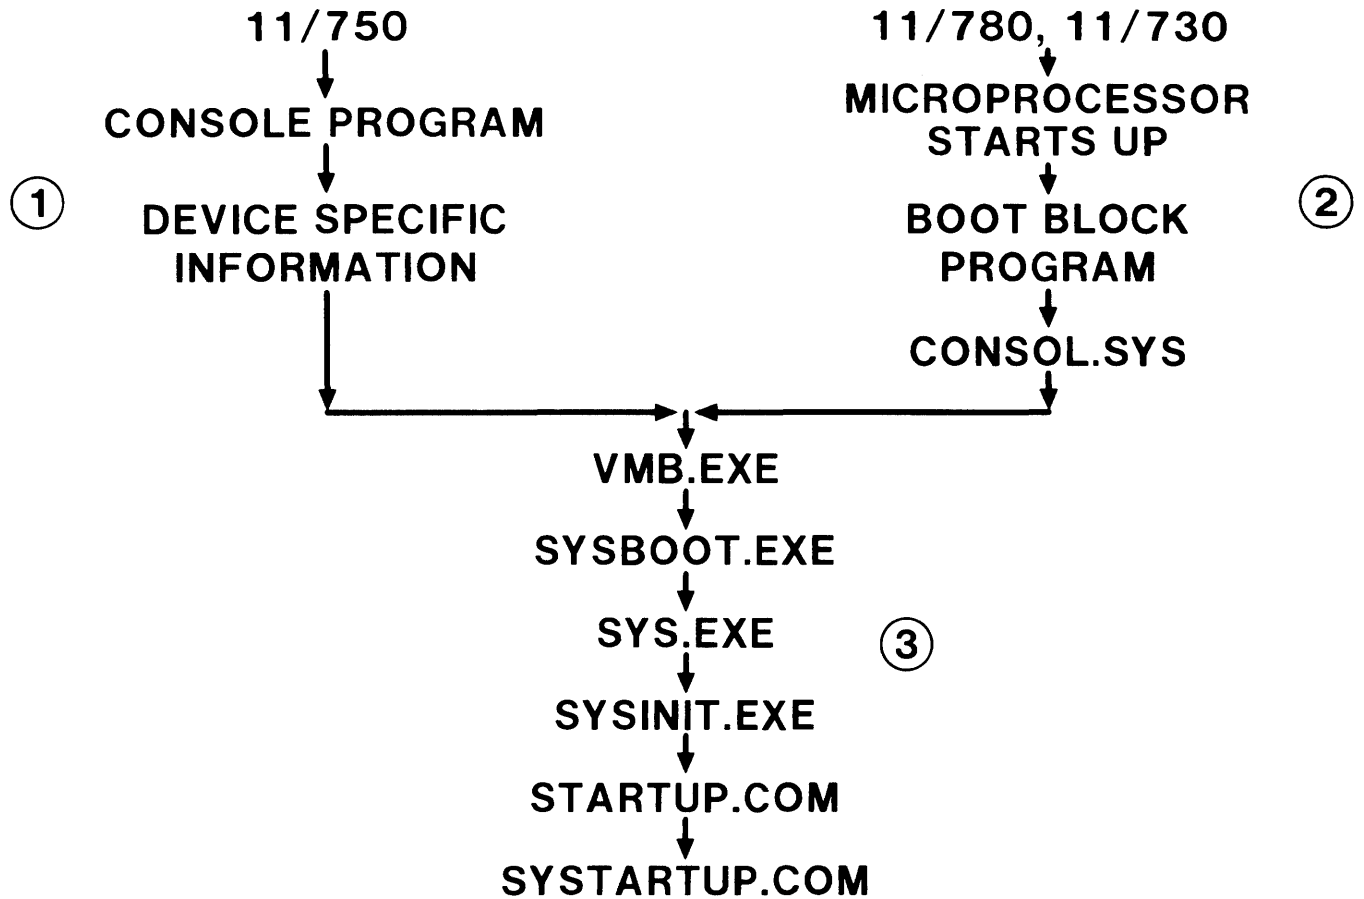 11/750
CONSOLE PROGRAM
1
DEVICE SPECIFIC
INFORMATION
11/780, 11/730
MICROPROCESSOR
STARTS UP
2
BOOT BLOCK
PROGRAM
CONSOL.SYS
VMB.EXE
SYSBOOT.EXE
SYS.EXE
3
SYSINIT.EXE
STARTUP.COM
SYSTARTUP.COM